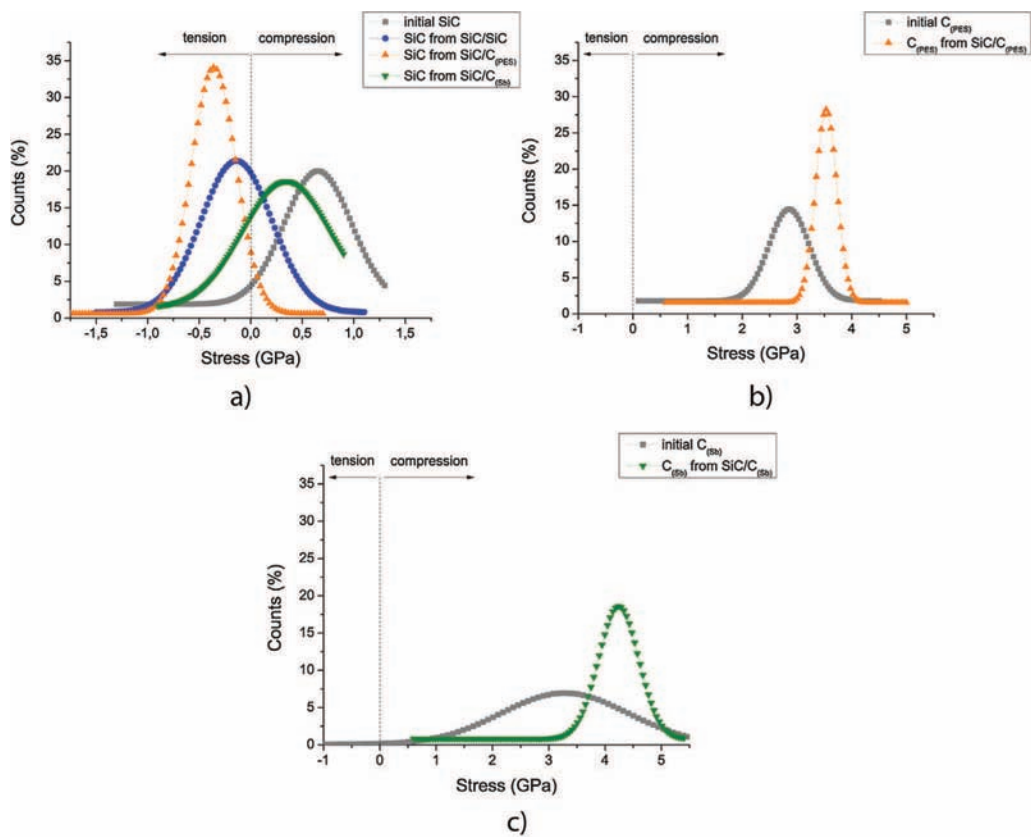 initial SiC
SiC from SiC/SiC
SiC from SiC/C(PES)
SiC from SiC/C(Sb)
tension compression
35
30
25
20
15
10
5
0
Counts (%)
-1,5 -1,0 -0,5 0,0 0,5 1,0 1,5
Stress (GPa)
a)
initial C(PES)
C(PES) from SiC/C(PES)
tension compression
35
30
25
20
15
10
5
0
Counts (%)
-1 0 1 2 3 4 5
Stress (GPa)
b)
initial C(Sb)
C(Sb) from SiC/C(Sb)
tension compression
35
30
25
20
15
10
5
0
Counts (%)
-1 0 1 2 3 4 5
Stress (GPa)
c)